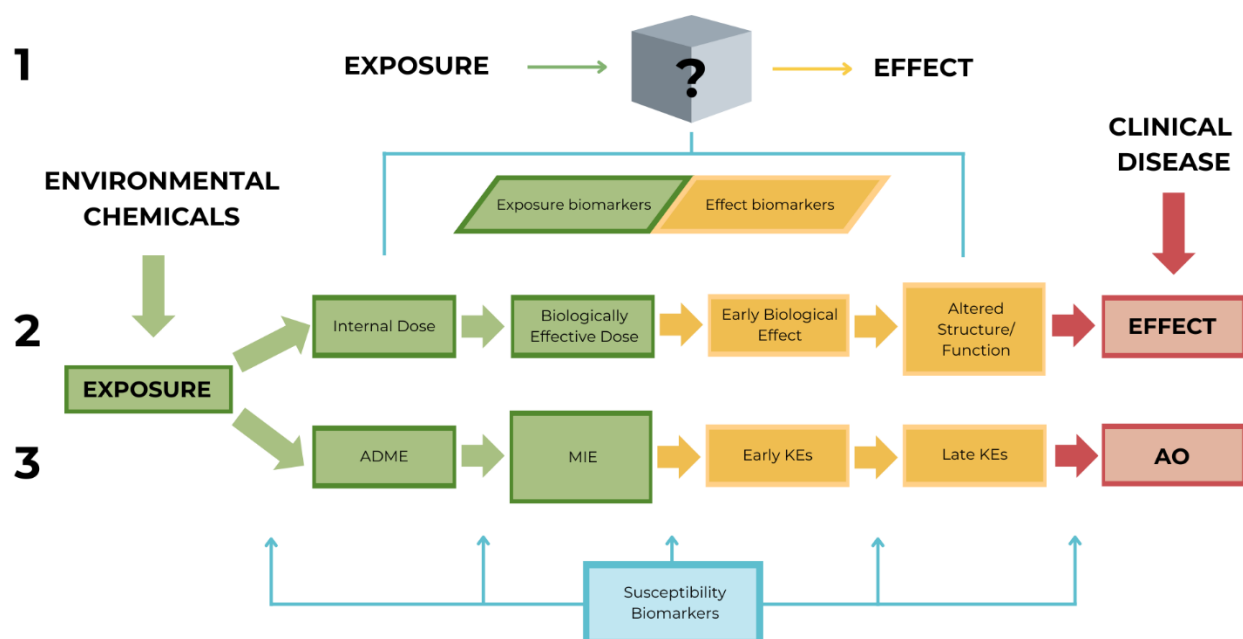 1
EXPOSURE
?
EFFECT
CLINICAL
DISEASE
ENVIRONMENTAL
CHEMICALS
Exposure biomarkers
Effect biomarkers
2
Internal Dose
Biologically
Effective Dose
Early Biological
Effect
Altered
Structure/
Function
EFFECT
EXPOSURE
3
ADME
MIE
Early KEs
Late KEs
AO
Susceptibility
Biomarkers